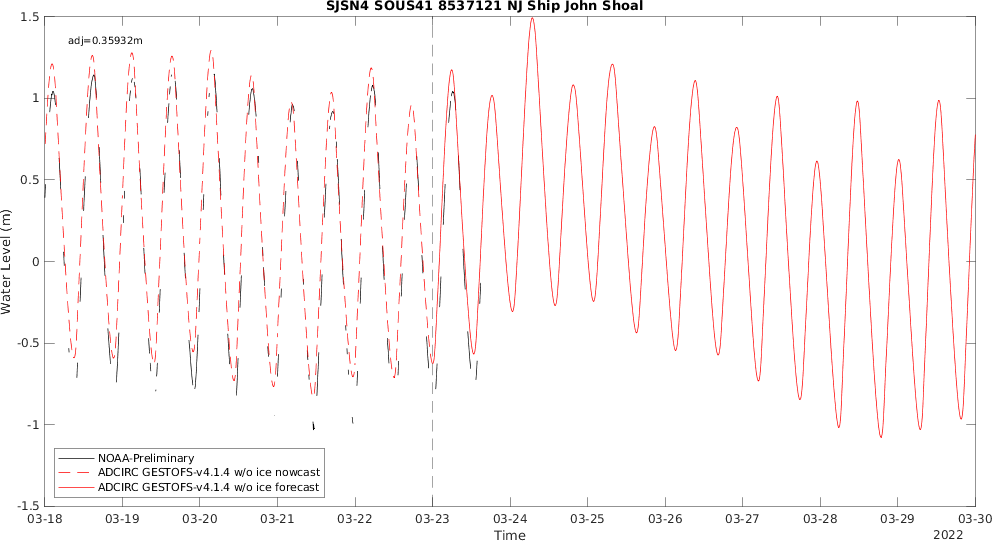 SJSN4 SOUS41 8537121 NJ Ship John Shoal
adj=0.35932m
Water Level (m)
1.5
1
0.5
0
-0.5
-1
-1.5
NOAA-Preliminary
ADCIRC GESTOFS-v4.1.4 w/o ice nowcast
ADCIRC GESTOFS-v4.1.4 w/o ice forecast
03-18 03-19 03-20 03-21 03-22 03-23 03-24 03-25 03-26 03-27 03-28 03-29 03-30
Time
2022